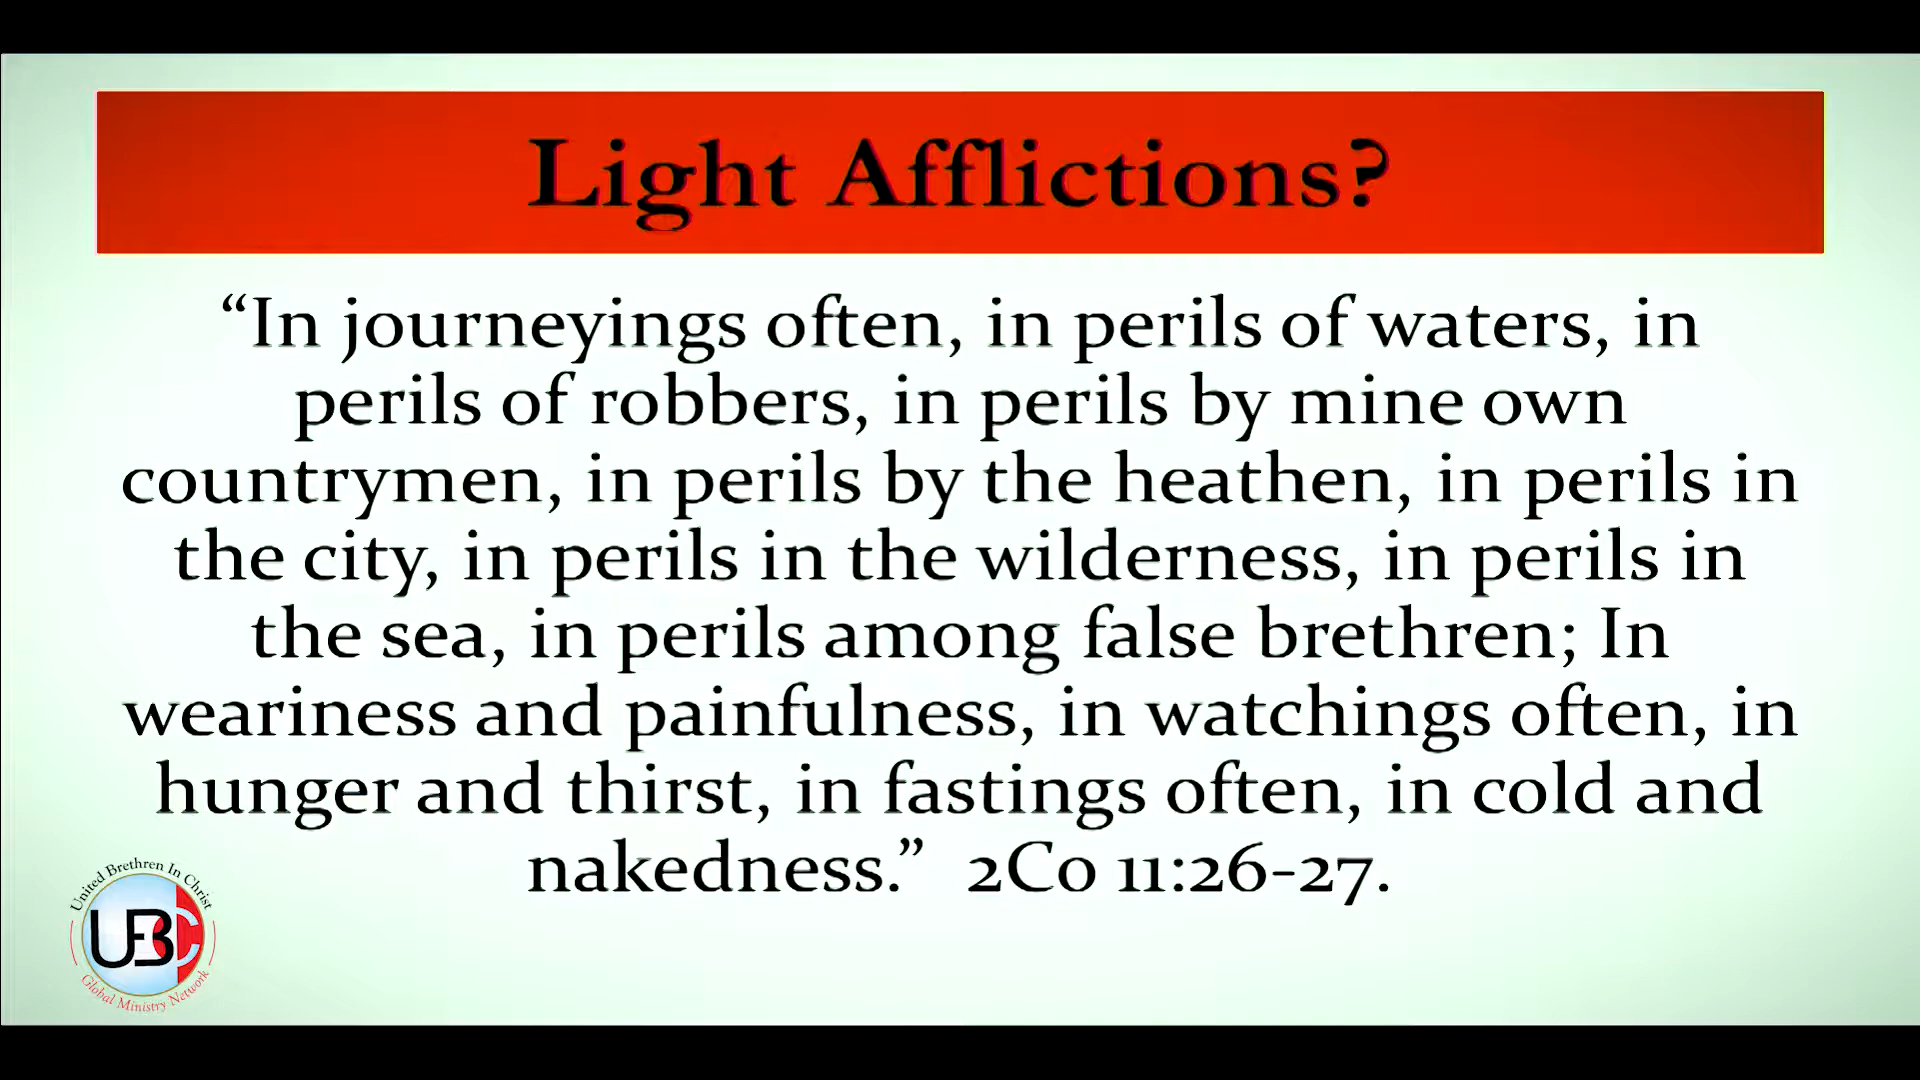 Light Afflictions?
“In journeyings often, in perils of waters, in
perils of robbers, in perils by mine own
countrymen, in perils by the heathen, in perils in
the city, in perils in the wilderness, in perils in
the sea, in perils among false brethren; In
weariness and painfulness, in watchings often, in
hunger and thirst, in fastings often, in cold and
nakedness.”  2Co 11:26-27.
United Brethren In Christ
UBC
Global Ministry Network